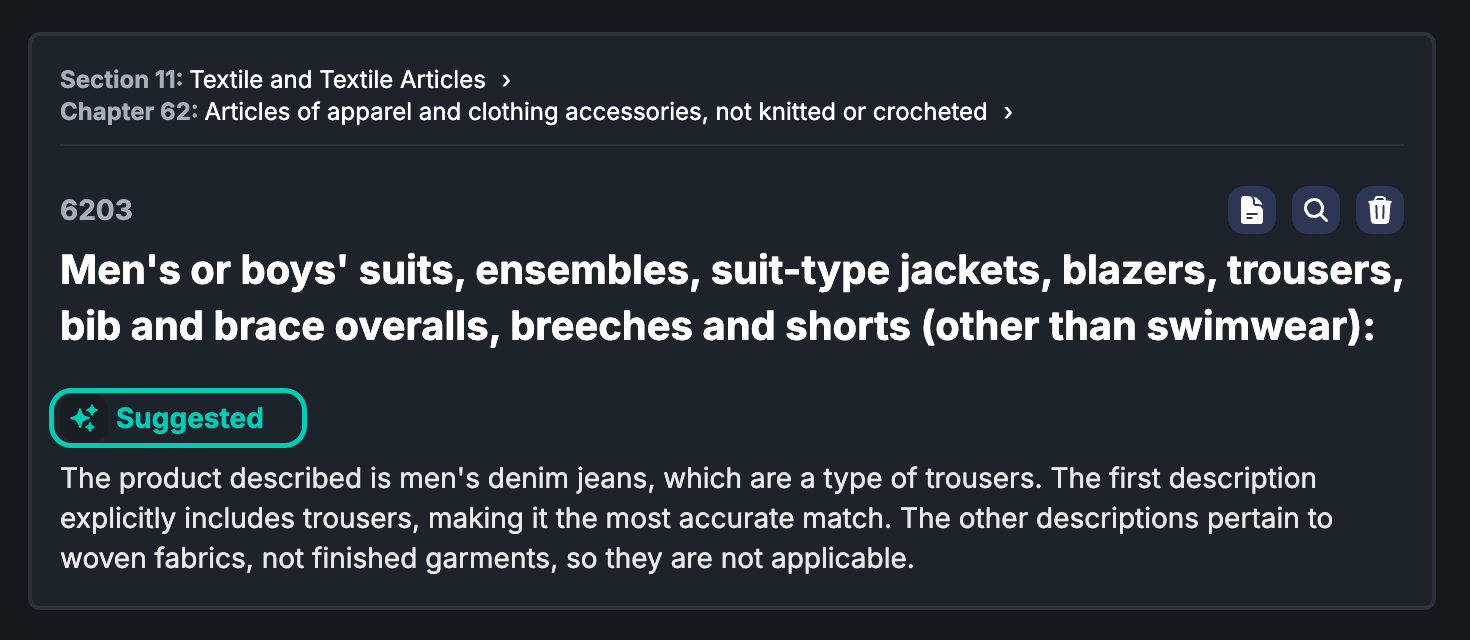 Section 11: Textile and Textile Articles ›
Chapter 62: Articles of apparel and clothing accessories, not knitted or crocheted ›
6203
Men's or boys' suits, ensembles, suit-type jackets, blazers, trousers,
bib and brace overalls, breeches and shorts (other than swimwear):
Suggested
The product described is men's denim jeans, which are a type of trousers. The first description
explicitly includes trousers, making it the most accurate match. The other descriptions pertain to
woven fabrics, not finished garments, so they are not applicable.